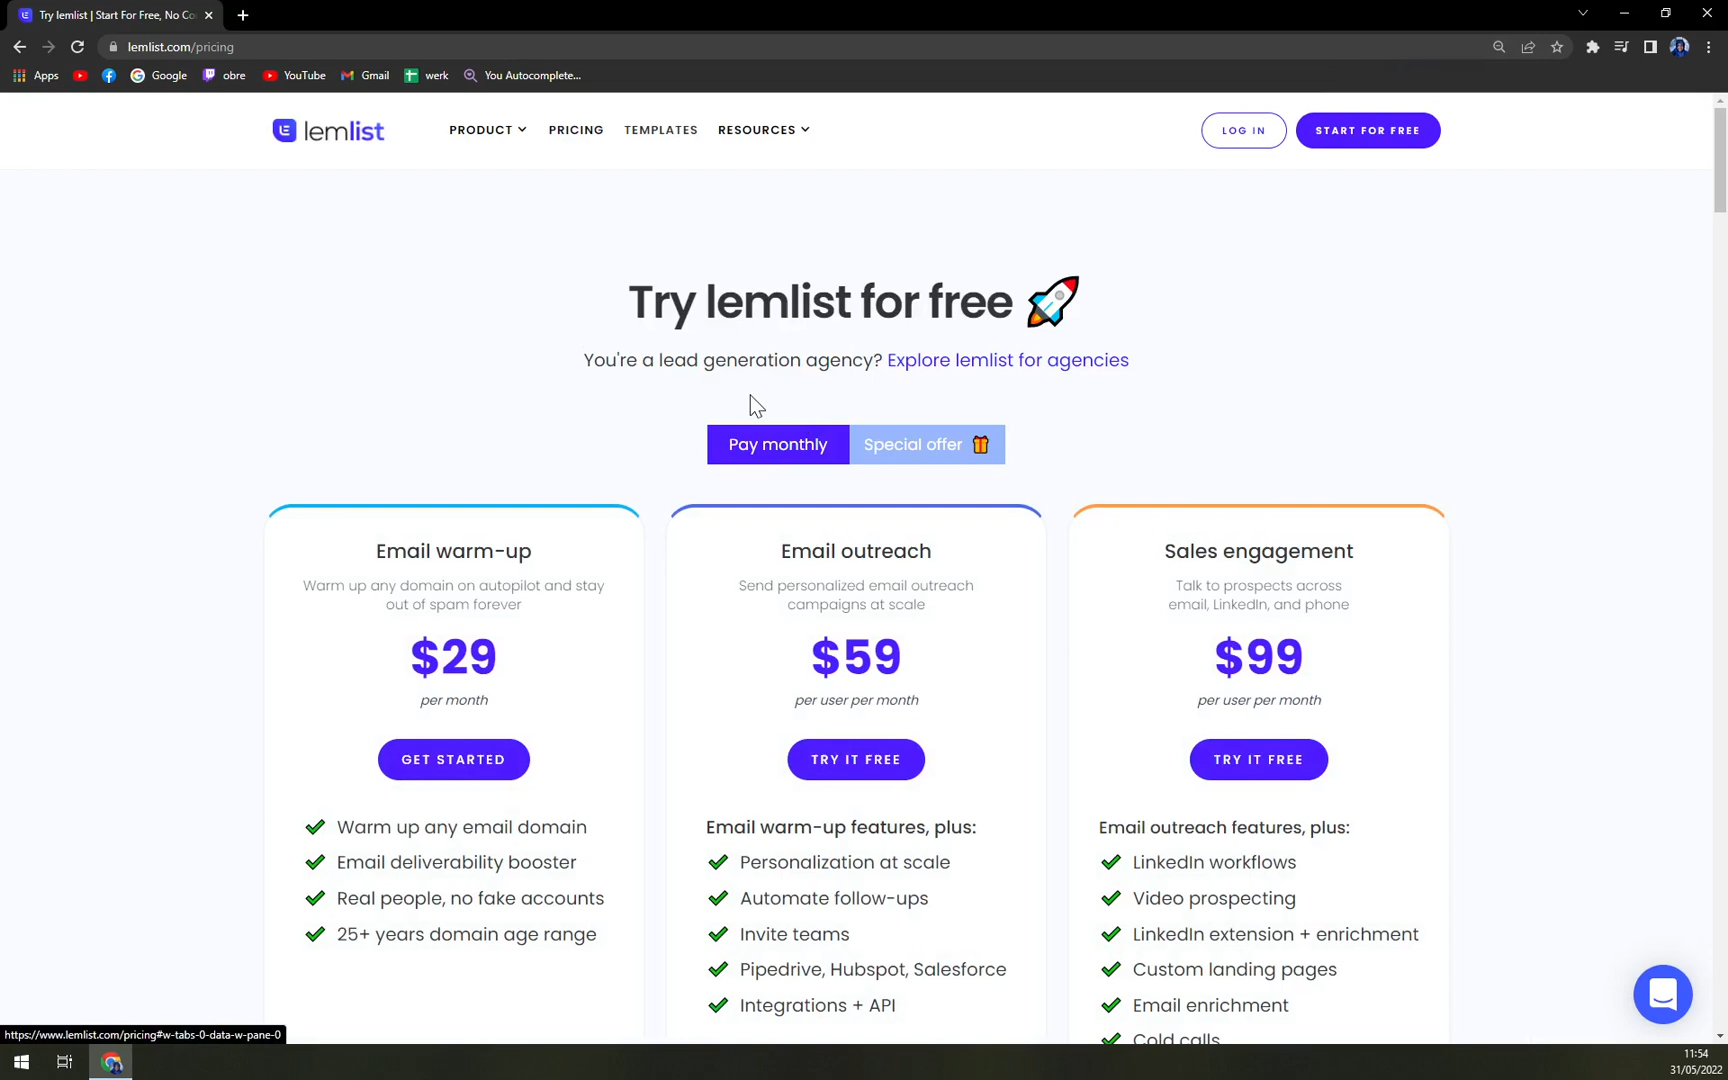 Try lemlist | Start For Free, No Co
lemlist.com/pricing
Apps
Google
obre
YouTube
Gmail
werk
You Autocomplete...
lemlist
PRODUCT
PRICING
TEMPLATES
RESOURCES
LOG IN
START FOR FREE
Try lemlist for free 🚀
You're a lead generation agency? Explore lemlist for agencies
Pay monthly
Special offer 🎁
Email warm-up
Warm up any domain on autopilot and stay
out of spam forever
$29
per month
GET STARTED
Warm up any email domain
Email deliverability booster
Real people, no fake accounts
25+ years domain age range
Email outreach
Send personalized email outreach
campaigns at scale
$59
per user per month
TRY IT FREE
Email warm-up features, plus:
Personalization at scale
Automate follow-ups
Invite teams
Pipedrive, Hubspot, Salesforce
Integrations + API
Sales engagement
Talk to prospects across
email, LinkedIn, and phone
$99
per user per month
TRY IT FREE
Email outreach features, plus:
LinkedIn workflows
Video prospecting
LinkedIn extension + enrichment
Custom landing pages
Email enrichment
Cold calls
https://www.lemlist.com/pricing#w-tabs-0-data-w-pane-0
11:54
31/05/2022